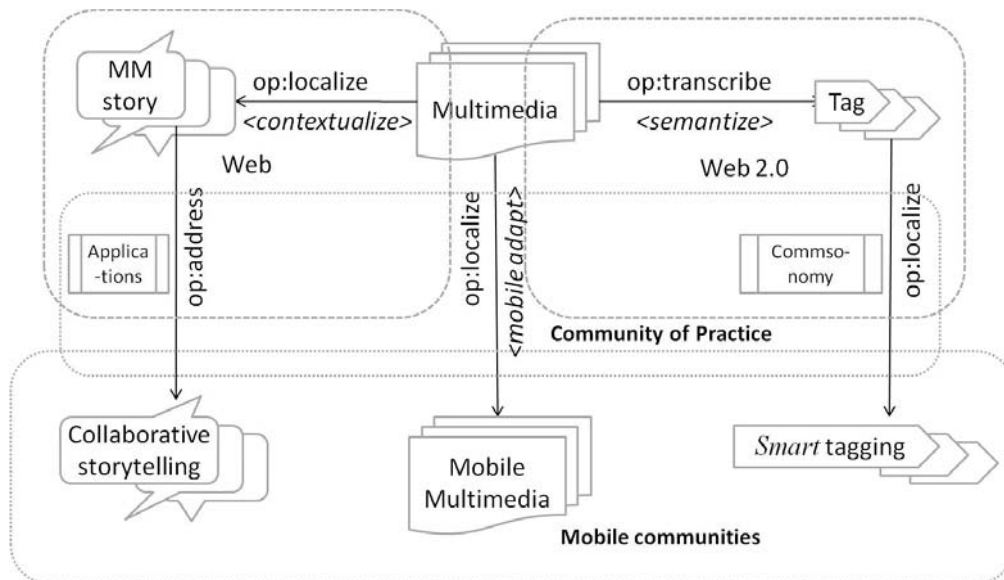 MM
story
op:localize
<contextualize>
Multimedia
op:transcribe
<semantize>
Tag
Web
Web 2.0
Applica
-tions
op:address
op:localize
<mobile adapt>
Commso-
nomy
op:localize
Community of Practice
Collaborative
storytelling
Mobile
Multimedia
Smart tagging
Mobile communities